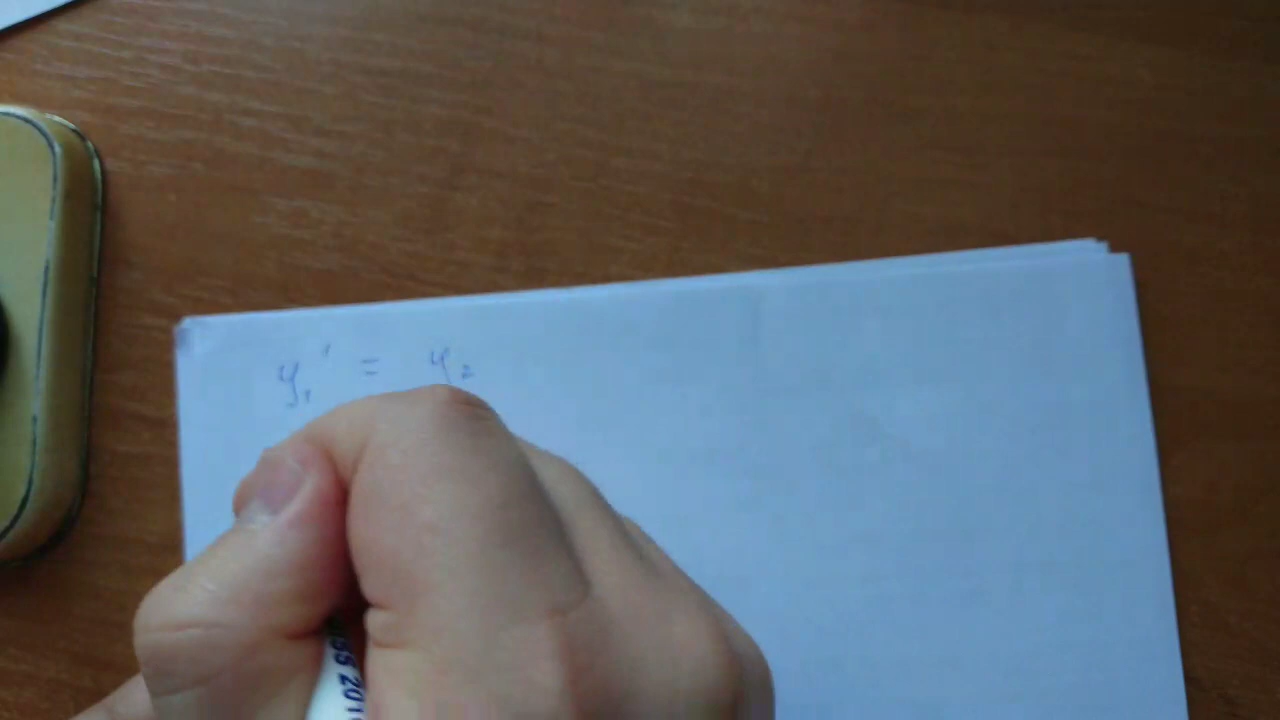 y₁' = y₂